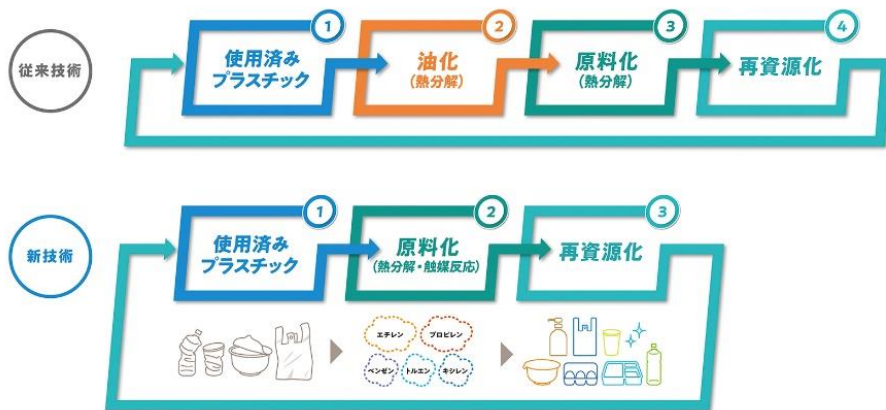 従来技術
1
使用済み
プラスチック
2
油化
(熱分解)
3
原料化
(熱分解)
4
再資源化
新技術
1
使用済み
プラスチック
2
原料化
(熱分解・触媒反応)
3
再資源化
エチレン
プロピレン
ベンゼン
トルエン
キシレン